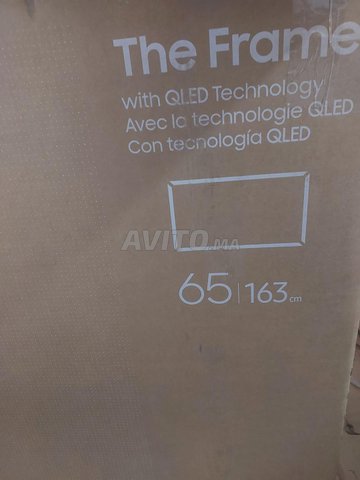 The Frame
with QLED Technology
Avec la technologie QLED
Con tecnología QLED
AVITO.MA
65 | 163 cm